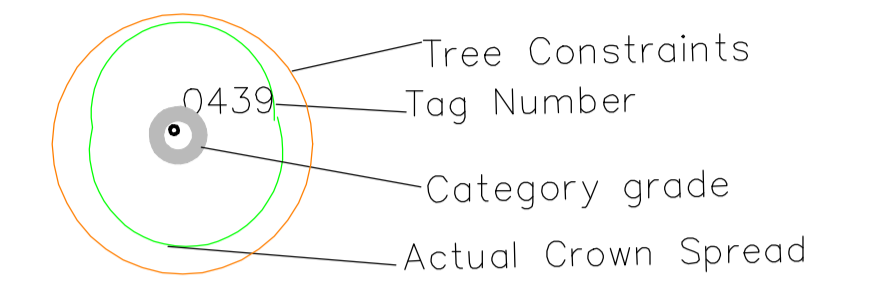 Tree Constraints
0439
Tag Number
Category grade
Actual Crown Spread